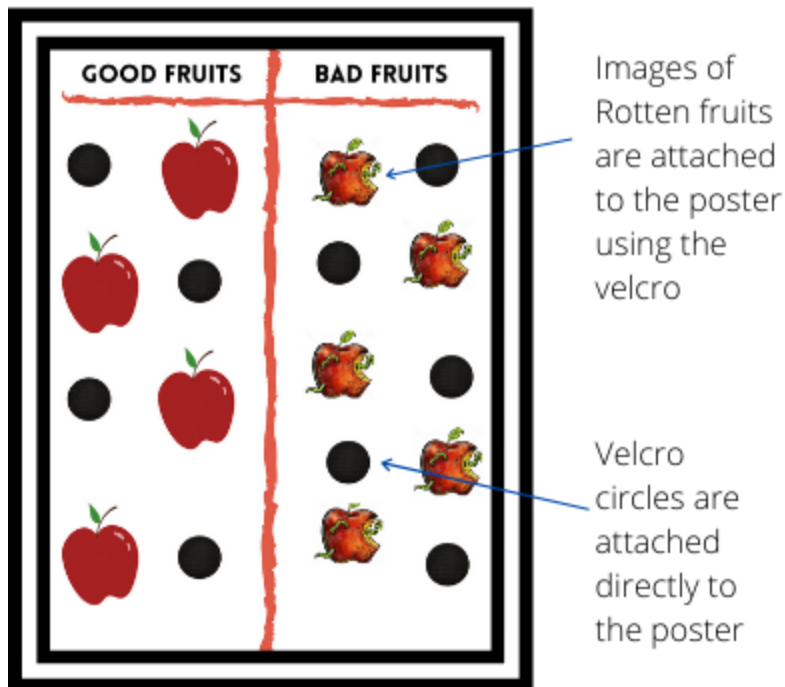 GOOD FRUITS
BAD FRUITS
Images of
Rotten fruits
are attached
to the poster
using the
velcro
Velcro
circles are
attached
directly to
the poster